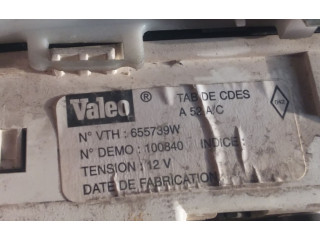 Valeo ® TAB DE CDES
A 53 A/C
N° VTH : 655739W
N° DEMO : 100840 INDICE :
TENSION : 12 V
DATE DE FABRICATION